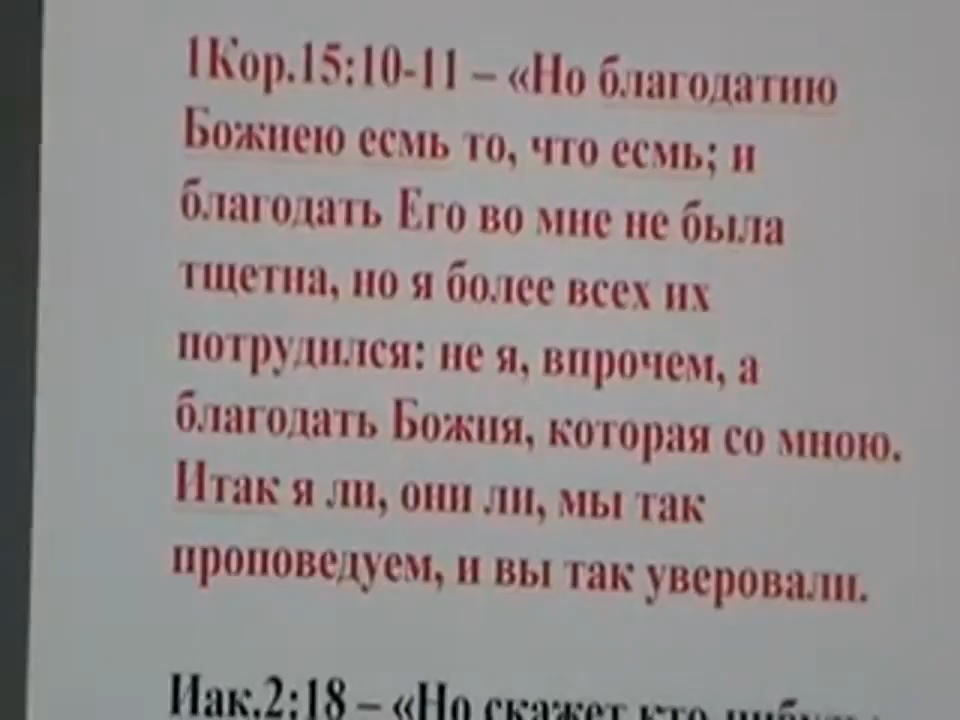 1Кор.15:10-11 – «Но благодатию
Божиею есмь то, что есмь; и
благодать Его во мне не была
тщетна, но я более всех их
потрудился: не я, впрочем, а
благодать Божия, которая со мною.
Итак я ли, они ли, мы так
проповедуем, и вы так уверовали.
Иак.2:18 – «Но скажет кто-нибудь